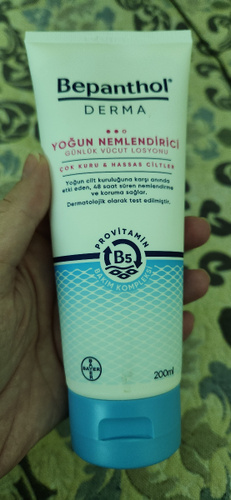 Bepanthol®
DERMA
YOĞUN NEMLENDİRİCİ
GÜNLÜK VÜCUT LOSYONU
ÇOK KURU & HASSAS CİLTLER
Yoğun cilt kuruluğuna karşı anında
etki eden, 48 saat süren nemlendirme
ve koruma sağlar.
Dermatolojik olarak test edilmiştir.
PROVİTAMİN
B5
BAKIM KOMPLEKSİ
BAYER
200ml